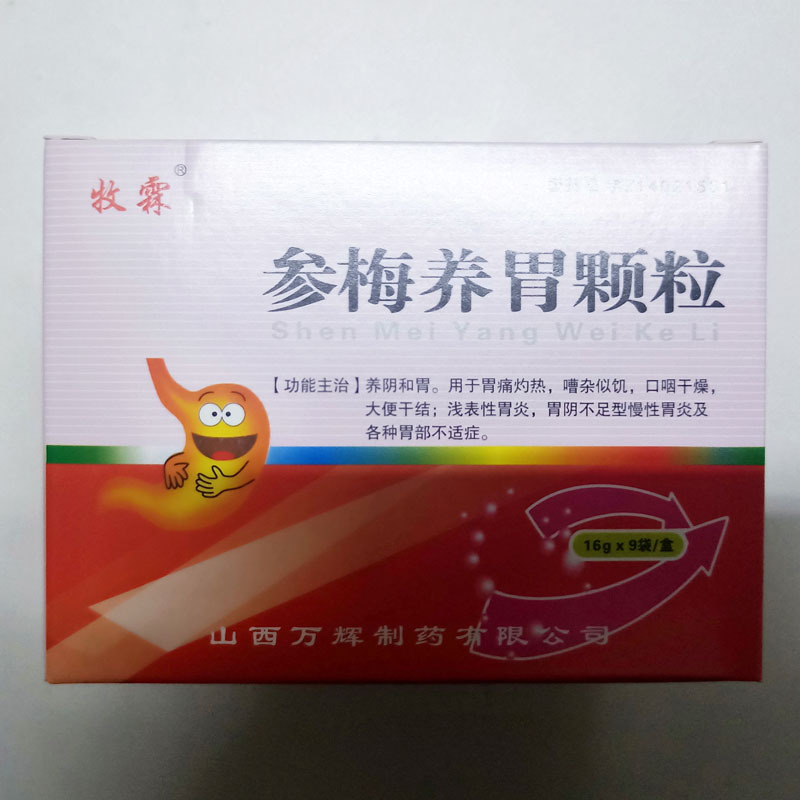 牧霖®
参梅养胃颗粒
Shen Mei Yang Wei Ke Li
【功能主治】养阴和胃。用于胃痛灼热，嘈杂似饥，口咽干燥，
大便干结；浅表性胃炎，胃阴不足型慢性胃炎及
各种胃部不适症。
16g x 9袋/盒
山西万辉制药有限公司